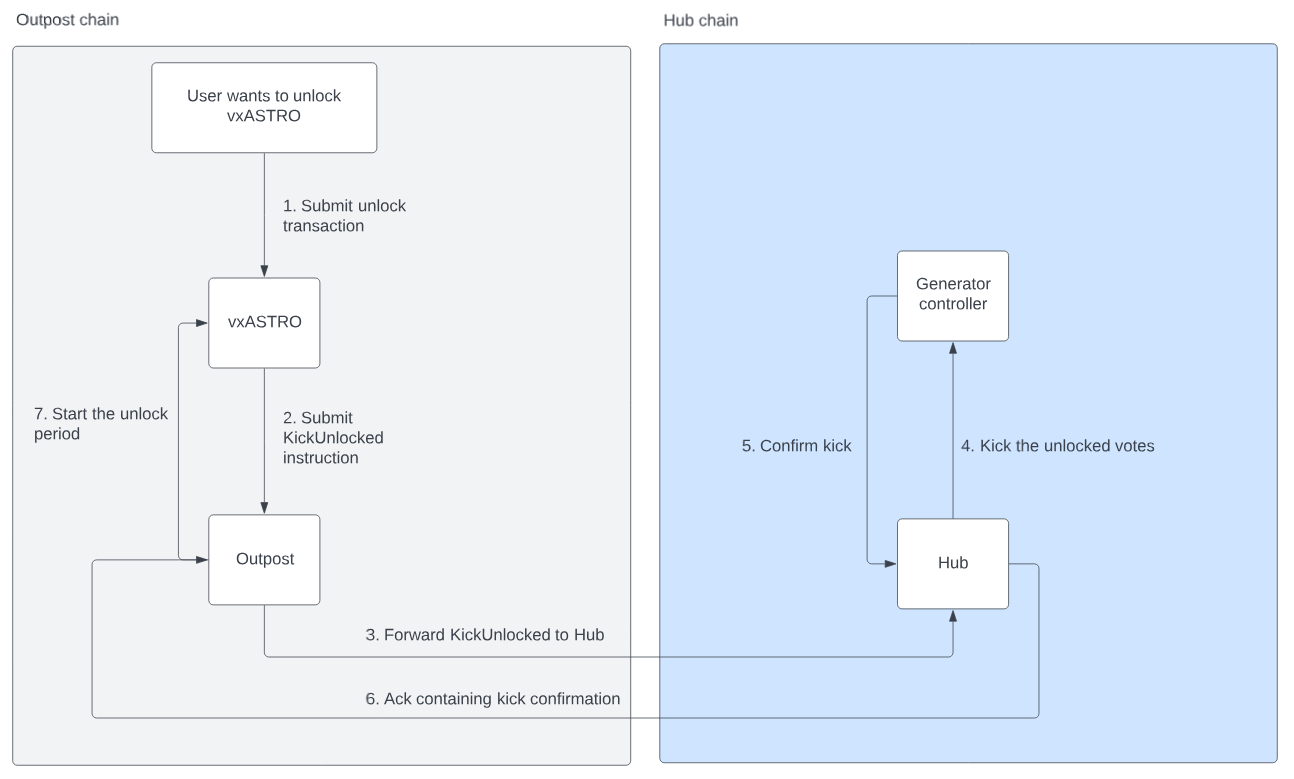 Outpost chain
Hub chain
User wants to unlock
vxASTRO
1. Submit unlock
transaction
Generator
controller
vxASTRO
7. Start the unlock
period
2. Submit
KickUnlocked
instruction
5. Confirm kick
4. Kick the unlocked votes
Outpost
Hub
3. Forward KickUnlocked to Hub
6. Ack containing kick confirmation